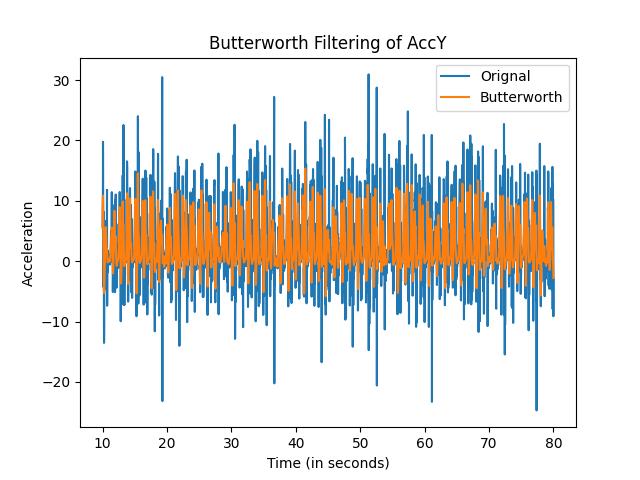 Butterworth Filtering of AccY
Orignal
Butterworth
Acceleration
30
20
10
0
−10
−20
10 20 30 40 50 60 70 80
Time (in seconds)